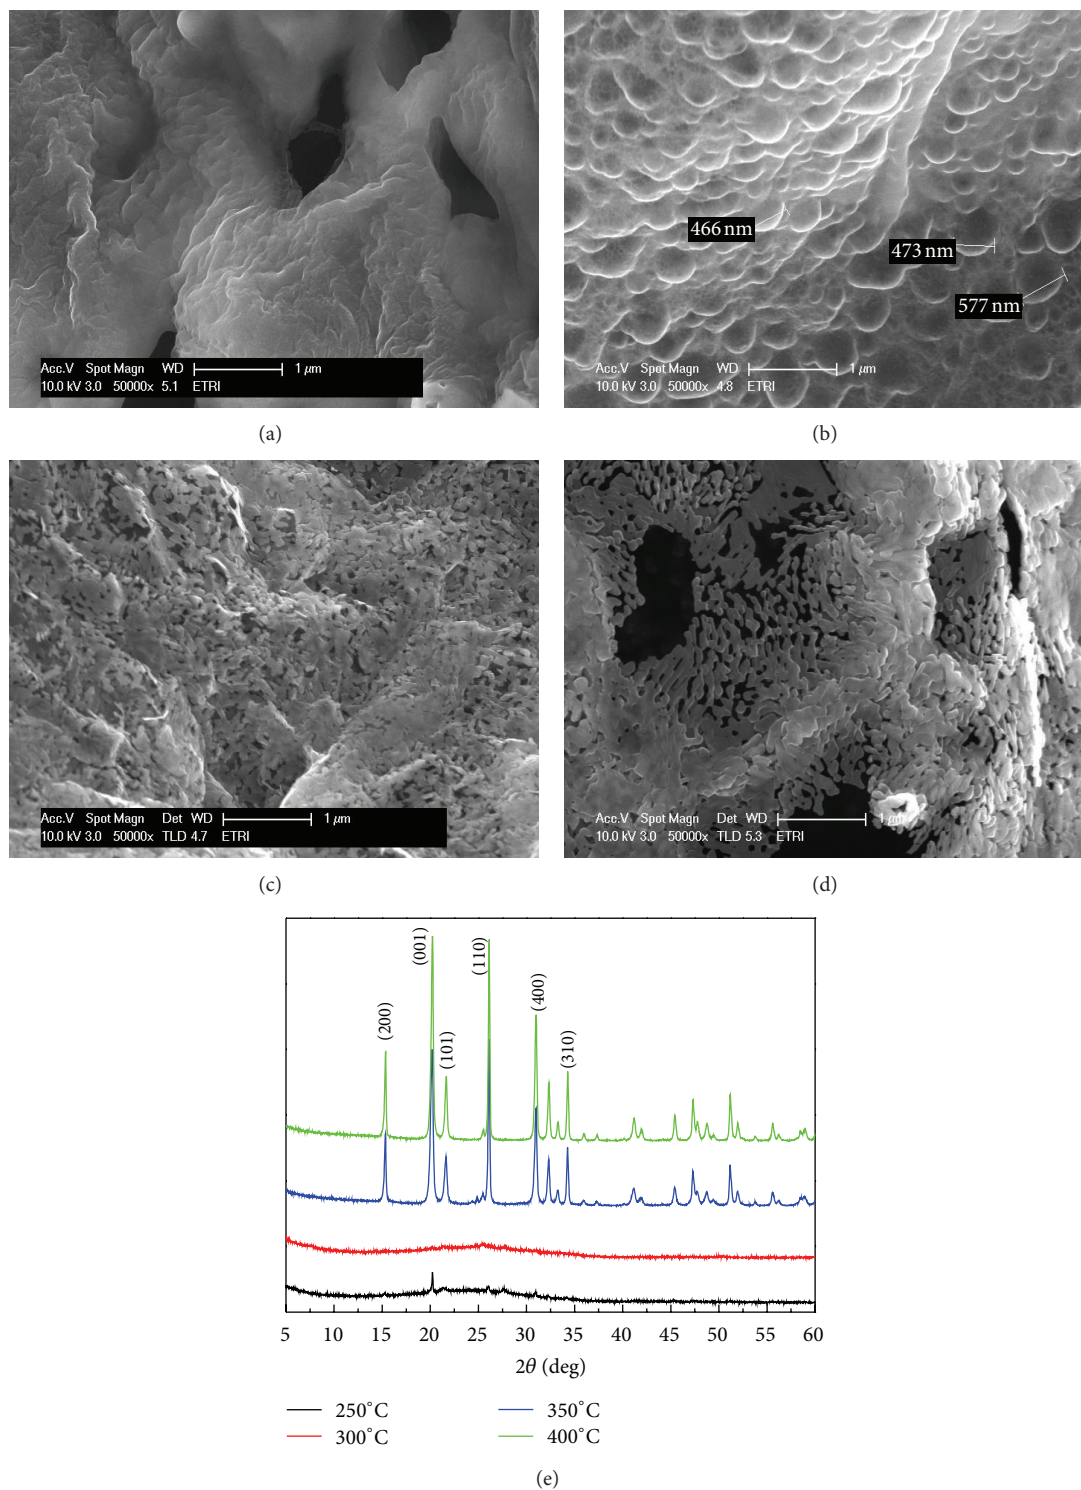 Acc.V Spot Magn WD 1 μm
10.0 kV 3.0 50000x 5.1 ETRI
(a)
466 nm
473 nm
577 nm
Acc.V Spot Magn WD 1 μm
10.0 kV 3.0 50000x 4.8 ETRI
(b)
Acc.V Spot Magn Det WD 1 μm
10.0 kV 3.0 50000x TLD 4.7 ETRI
(c)
Acc.V Spot Magn Det WD 1 μm
10.0 kV 3.0 50000x TLD 5.3 ETRI
(d)
(200)
(001)
(101)
(110)
(400)
(310)
5 10 15 20 25 30 35 40 45 50 55 60
2θ (deg)
250°C 350°C
300°C 400°C
(e)